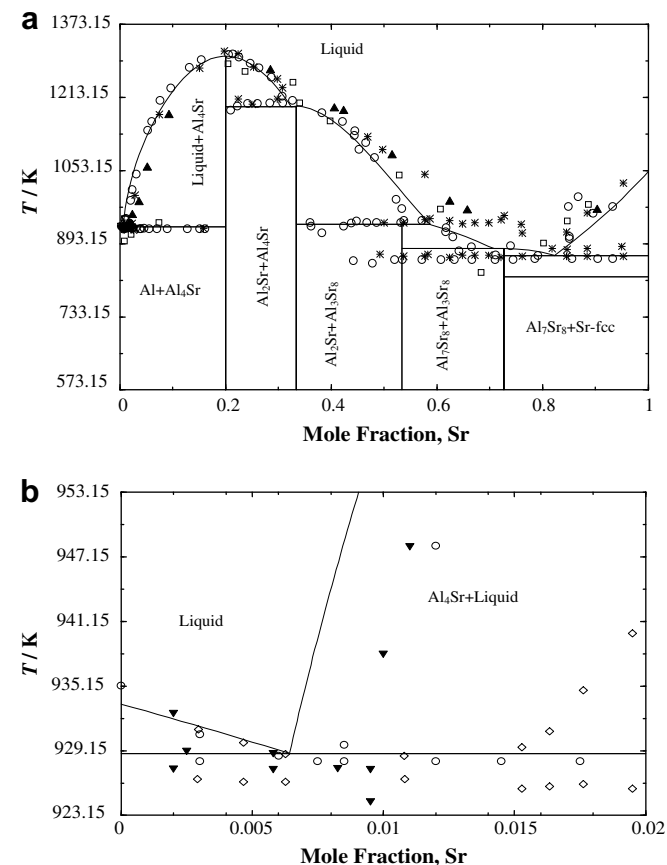 a
1373.15
1213.15
1053.15
893.15
733.15
573.15
T / K
Liquid
Liquid+Al₄Sr
Al+Al₄Sr
Al₂Sr+Al₄Sr
Al₂Sr+Al₃Sr₈
Al₇Sr₈+Al₃Sr₈
Al₇Sr₈+Sr-fcc
0 0.2 0.4 0.6 0.8 1
Mole Fraction, Sr
b
953.15
947.15
941.15
935.15
929.15
923.15
T / K
Liquid
Al₄Sr+Liquid
0 0.005 0.01 0.015 0.02
Mole Fraction, Sr